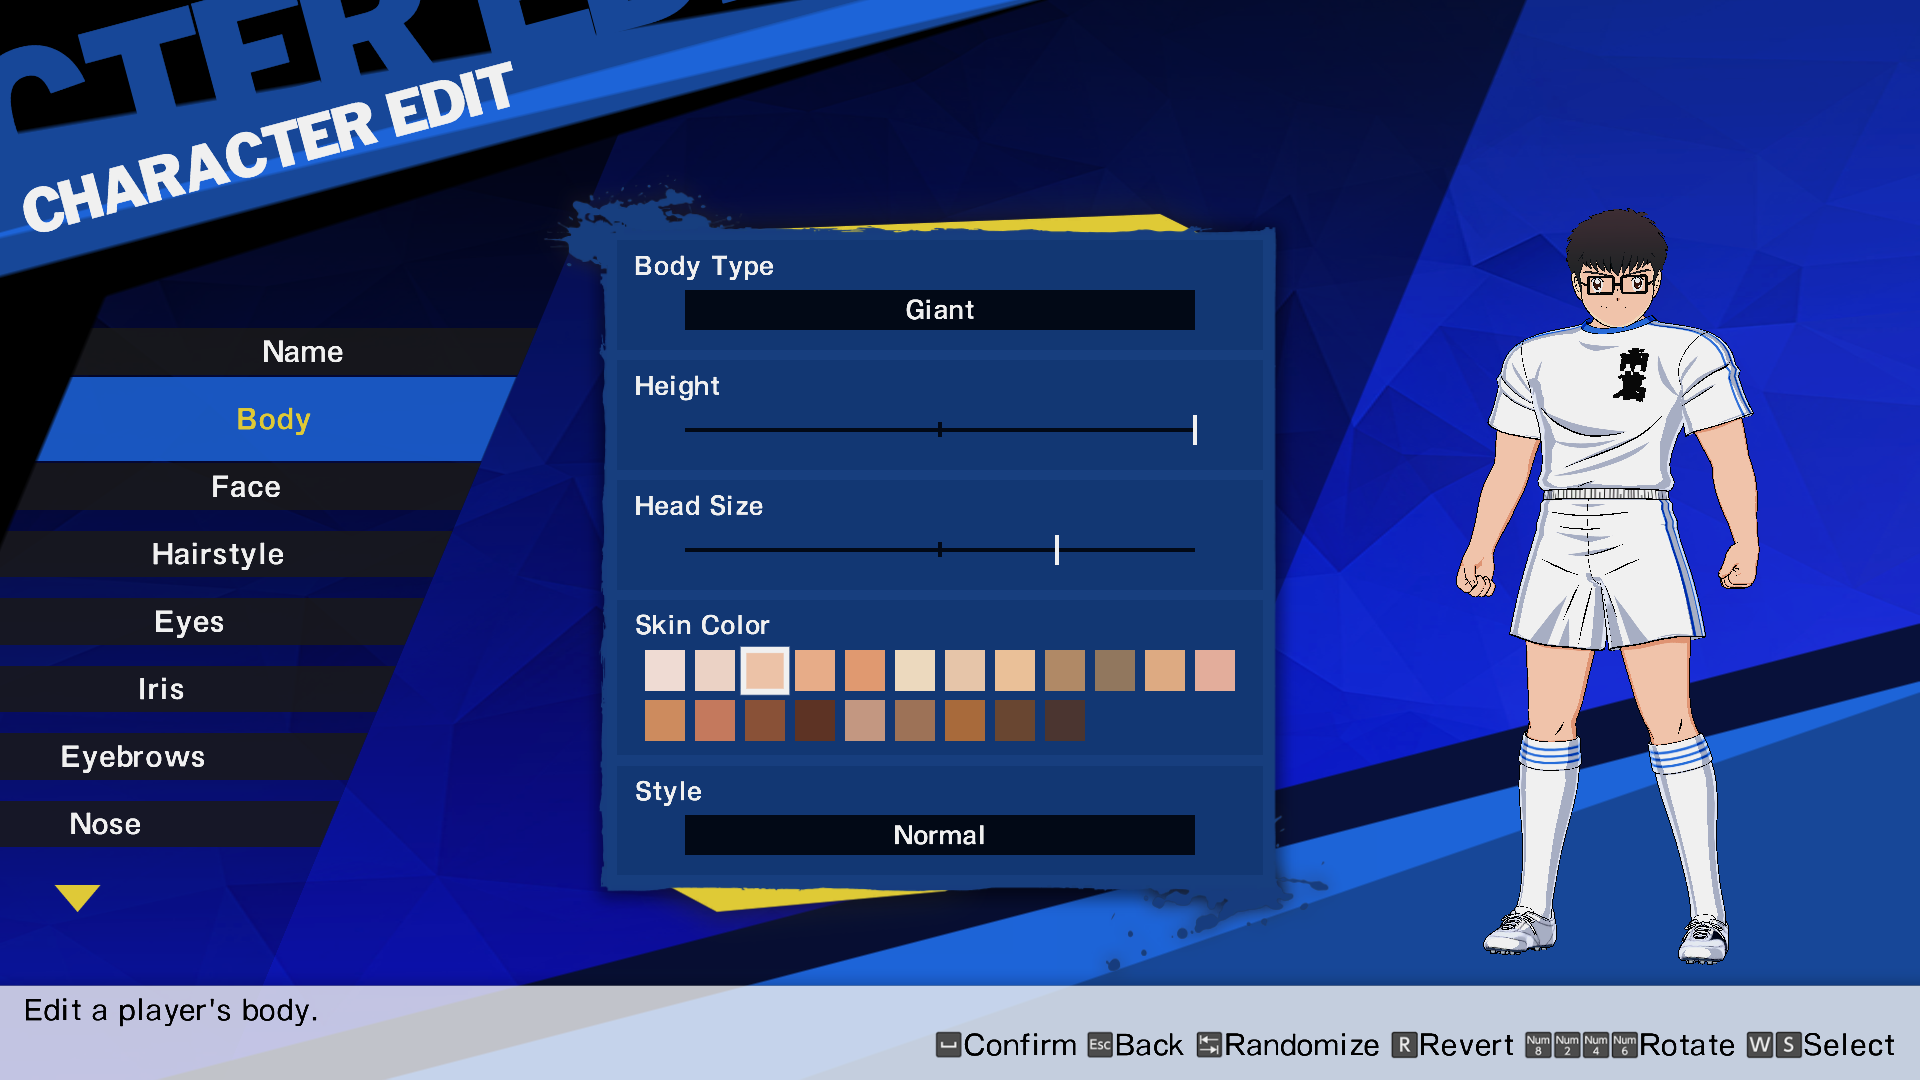 CHARACTER EDIT
Name
Body
Face
Hairstyle
Eyes
Iris
Eyebrows
Nose
Body Type
Giant
Height
Head Size
Skin Color
Style
Normal
南葛
Edit a player's body.
Confirm Esc Back Randomize R Revert Num 8 Num 2 Num 4 Num 6 Rotate W S Select